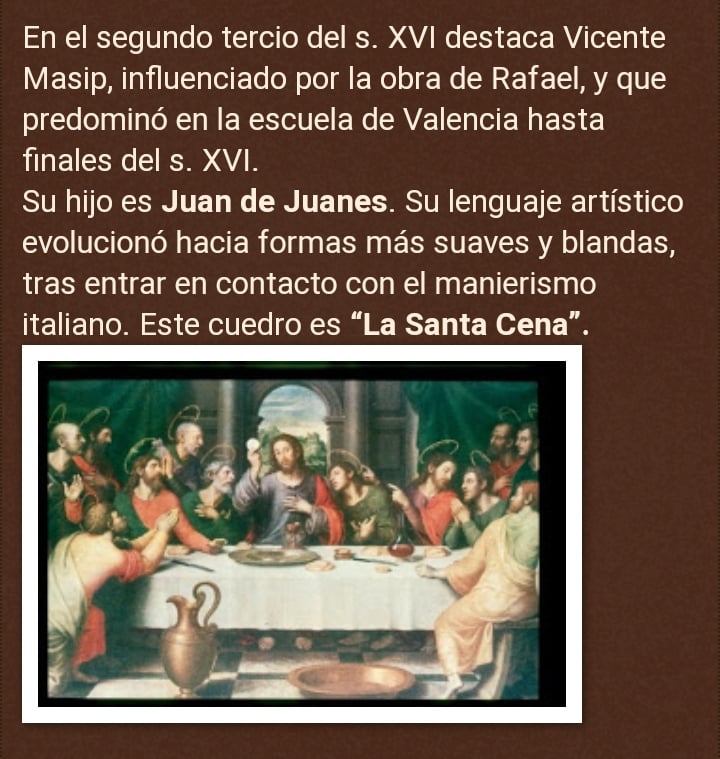 En el segundo tercio del s. XVI destaca Vicente
Masip, influenciado por la obra de Rafael, y que
predominó en la escuela de Valencia hasta
finales del s. XVI.
Su hijo es Juan de Juanes. Su lenguaje artístico
evolucionó hacia formas más suaves y blandas,
tras entrar en contacto con el manierismo
italiano. Este cuedro es “La Santa Cena”.